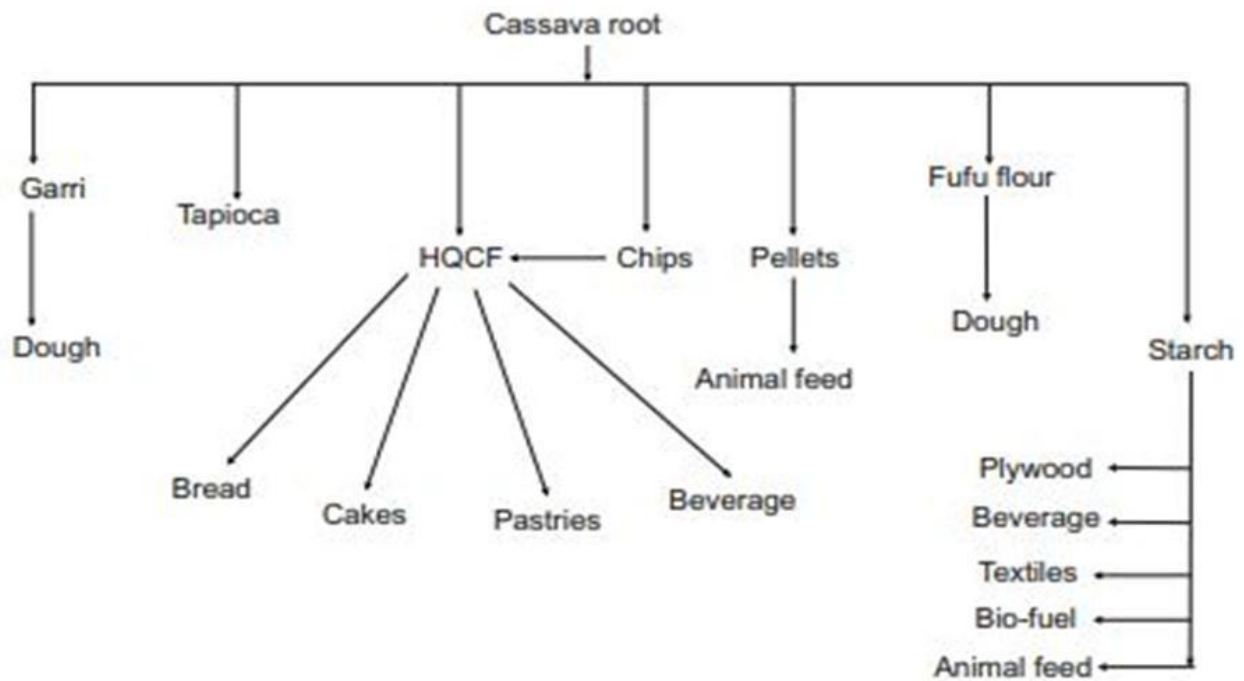 Cassava root
Garri
Tapioca
HQCF
Chips
Pellets
Fufu flour
Dough
Animal feed
Dough
Starch
Bread
Cakes
Pastries
Beverage
Plywood
Beverage
Textiles
Bio-fuel
Animal feed